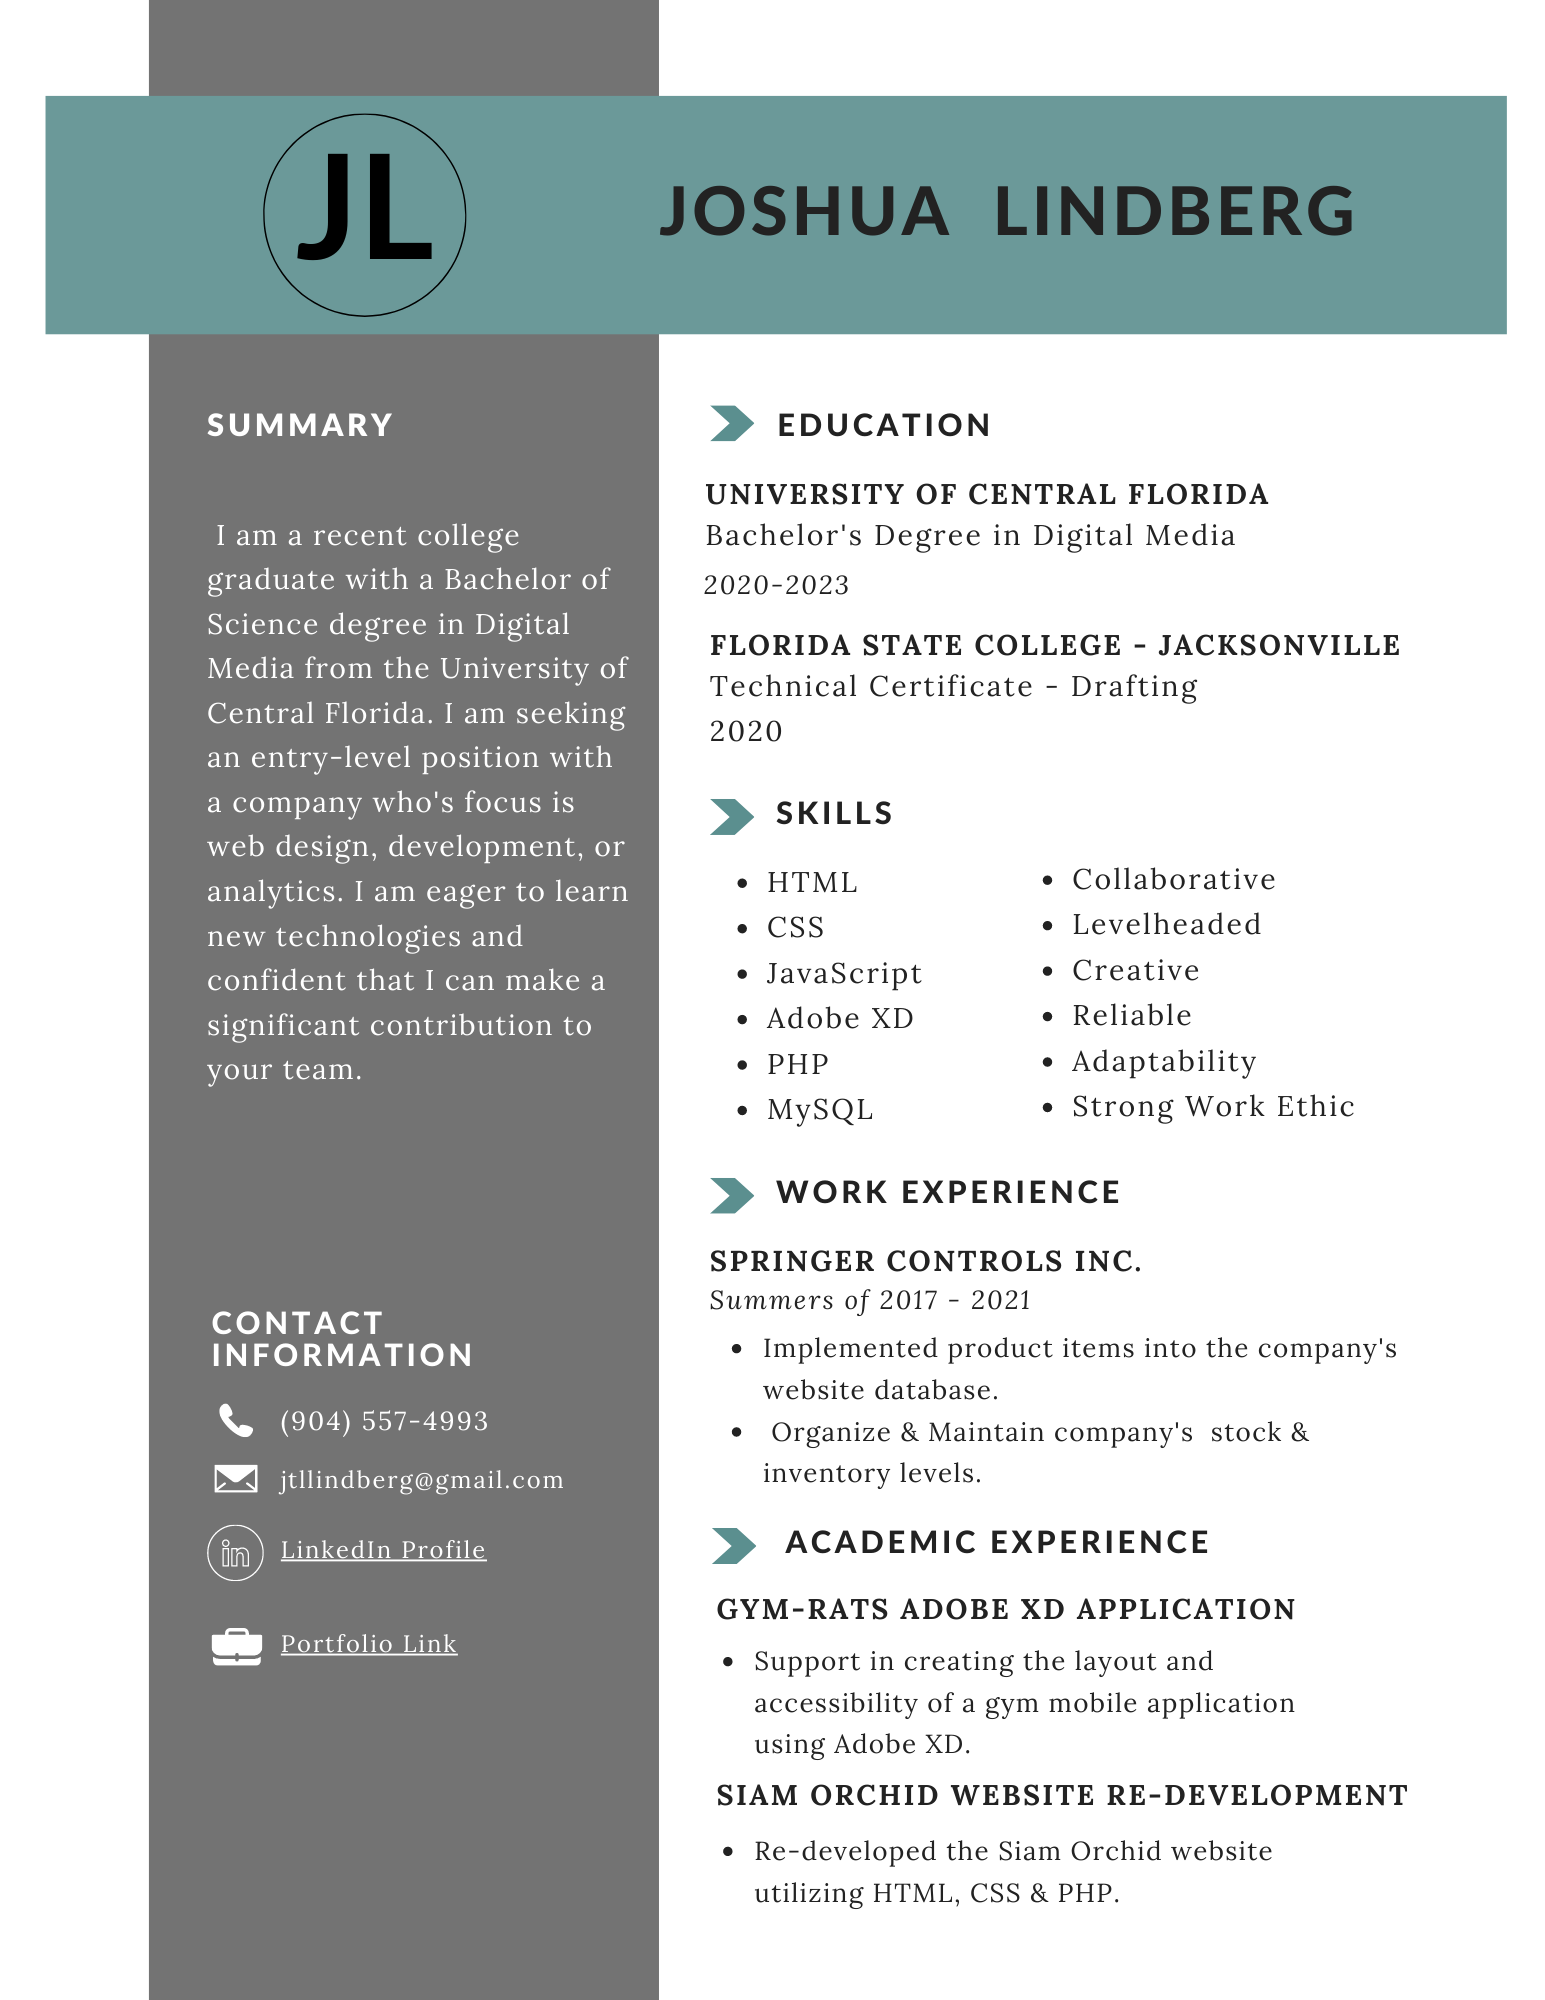 JL
JOSHUA LINDBERG
SUMMARY
I am a recent college
graduate with a Bachelor of
Science degree in Digital
Media from the University of
Central Florida. I am seeking
an entry-level position with
a company who's focus is
web design, development, or
analytics. I am eager to learn
new technologies and
confident that I can make a
significant contribution to
your team.
CONTACT
INFORMATION
(904) 557-4993
jtllindberg@gmail.com
in
LinkedIn Profile
Portfolio Link
EDUCATION
UNIVERSITY OF CENTRAL FLORIDA
Bachelor's Degree in Digital Media
2020-2023
FLORIDA STATE COLLEGE - JACKSONVILLE
Technical Certificate - Drafting
2020
SKILLS
• HTML
• CSS
• JavaScript
• Adobe XD
• PHP
• MySQL
• Collaborative
• Levelheaded
• Creative
• Reliable
• Adaptability
• Strong Work Ethic
WORK EXPERIENCE
SPRINGER CONTROLS INC.
Summers of 2017 - 2021
• Implemented product items into the company's
website database.
• Organize & Maintain company's stock &
inventory levels.
ACADEMIC EXPERIENCE
GYM-RATS ADOBE XD APPLICATION
• Support in creating the layout and
accessibility of a gym mobile application
using Adobe XD.
SIAM ORCHID WEBSITE RE-DEVELOPMENT
• Re-developed the Siam Orchid website
utilizing HTML, CSS & PHP.